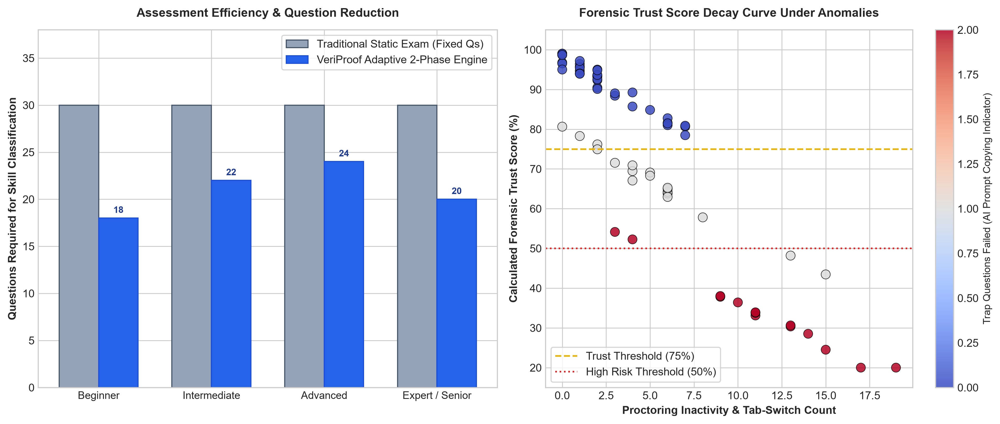 Assessment Efficiency & Question Reduction
Questions Required for Skill Classification
35
30
25
20
15
10
5
0
Traditional Static Exam (Fixed Qs)
VeriProof Adaptive 2-Phase Engine
18
22
24
20
Beginner
Intermediate
Advanced
Expert / Senior
Forensic Trust Score Decay Curve Under Anomalies
Calculated Forensic Trust Score (%)
100
90
80
70
60
50
40
30
20
Trust Threshold (75%)
High Risk Threshold (50%)
0.0
2.5
5.0
7.5
10.0
12.5
15.0
17.5
Proctoring Inactivity & Tab-Switch Count
2.00
1.75
1.50
1.25
1.00
0.75
0.50
0.25
0.00
Trap Questions Failed (AI Prompt Copying Indicator)